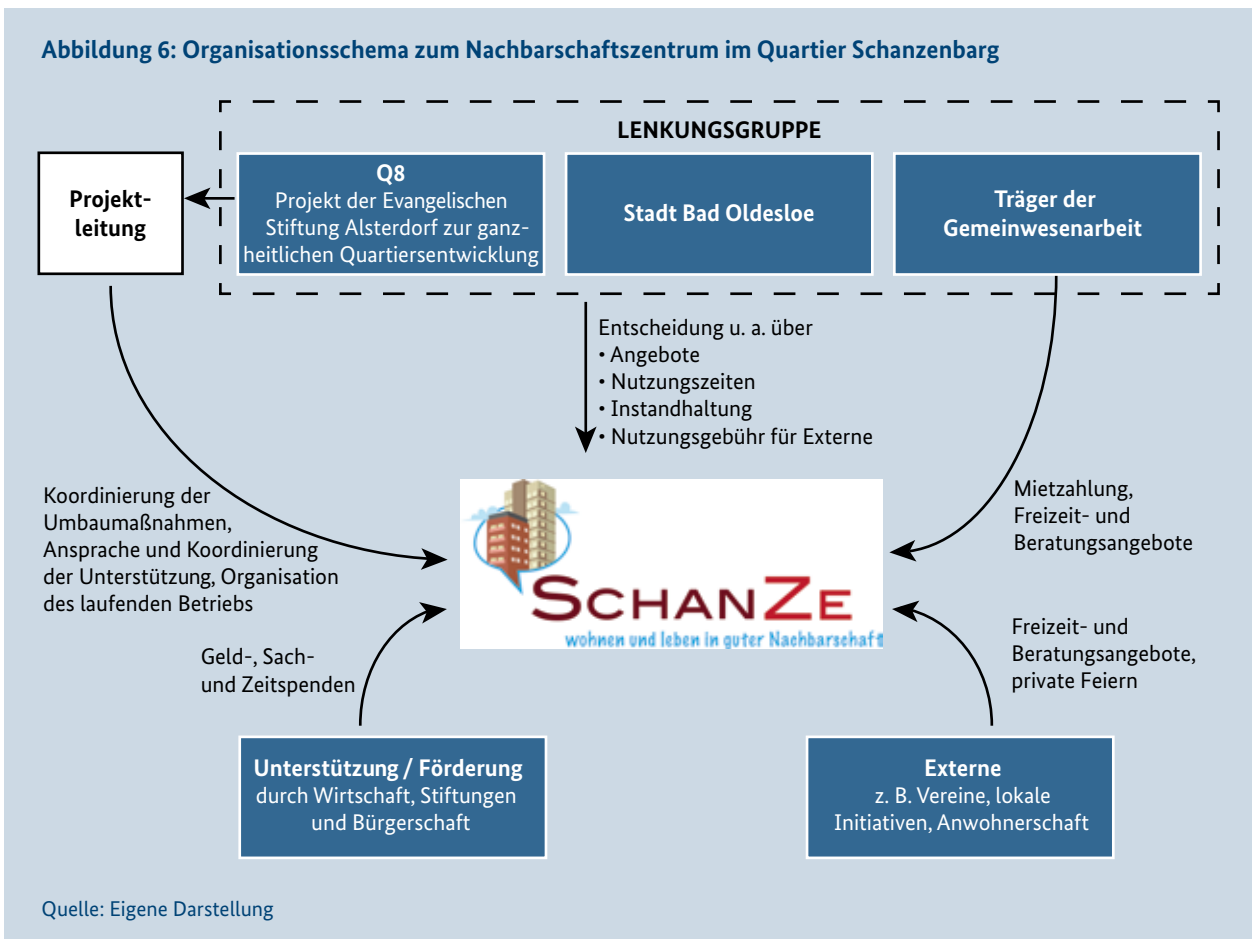 Abbildung 6: Organisationsschema zum Nachbarschaftszentrum im Quartier Schanzenbarg
LENKUNGSGRUPPE
Projekt-
leitung
Q8
Projekt der Evangelischen
Stiftung Alsterdorf zur ganz-
heitlichen Quartiersentwicklung
Stadt Bad Oldesloe
Träger der
Gemeinwesenarbeit
Entscheidung u. a. über
• Angebote
• Nutzungszeiten
• Instandhaltung
• Nutzungsgebühr für Externe
Koordinierung der
Umbaumaßnahmen,
Ansprache und Koordinierung
der Unterstützung, Organisation
des laufenden Betriebs
SCHANZE
wohnen und leben in guter Nachbarschaft
Mietzahlung,
Freizeit- und
Beratungsangebote
Geld-, Sach-
und Zeitspenden
Freizeit- und
Beratungsangebote,
private Feiern
Unterstützung / Förderung
durch Wirtschaft, Stiftungen
und Bürgerschaft
Externe
z. B. Vereine, lokale
Initiativen, Anwohnerschaft
Quelle: Eigene Darstellung